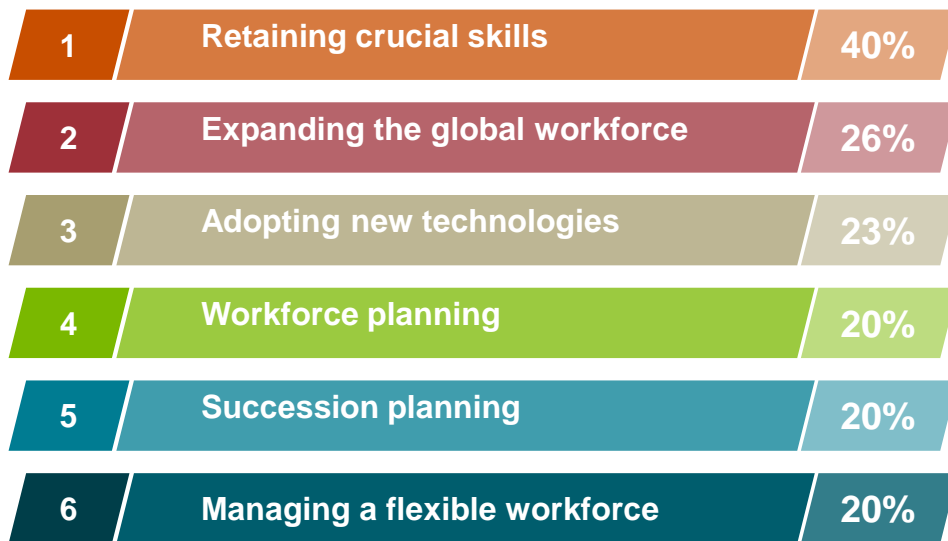 1 Retaining crucial skills 40%
2 Expanding the global workforce 26%
3 Adopting new technologies 23%
4 Workforce planning 20%
5 Succession planning 20%
6 Managing a flexible workforce 20%